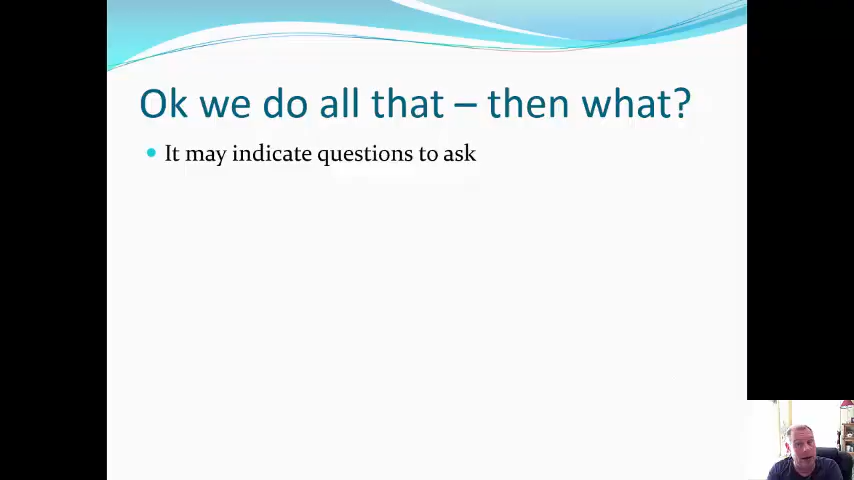 Ok we do all that – then what?
It may indicate questions to ask